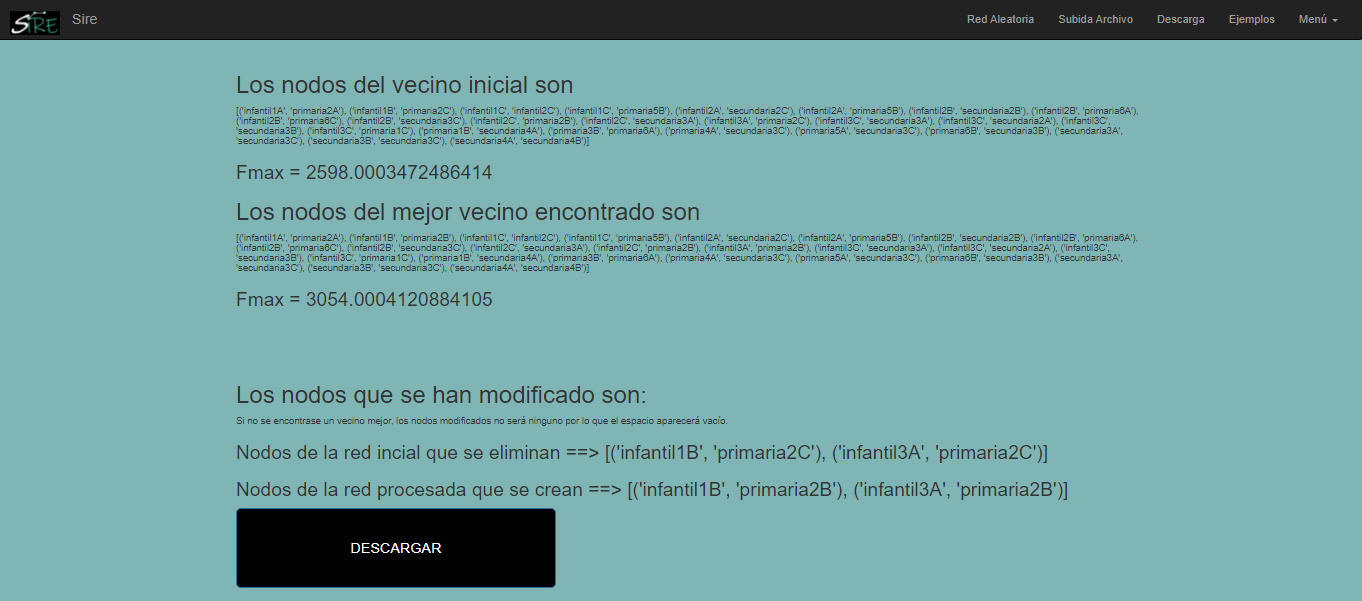 SIRE Sire Red Aleatoria Subida Archivo Descarga Ejemplos Menú
Los nodos del vecino inicial son
[('infantil1A', 'primaria2A'), ('infantil1B', 'primaria2C'), ('infantil1C', 'infantil2C'), ('infantil1C', 'primaria5B'), ('infantil2A', 'secundaria2C'), ('infantil2A', 'primaria5B'), ('infantil2B', 'secundaria2B'), ('infantil2B', 'primaria6A'),
('infantil2B', 'primaria6C'), ('infantil2B', 'secundaria3C'), ('infantil2C', 'primaria2B'), ('infantil2C', 'secundaria3A'), ('infantil3A', 'primaria2C'), ('infantil3C', 'secundaria3A'), ('infantil3C', 'secundaria2A'), ('infantil3C',
'secundaria3B'), ('infantil3C', 'primaria1C'), ('primaria1B', 'secundaria4A'), ('primaria3B', 'primaria6A'), ('primaria4A', 'secundaria3C'), ('primaria5A', 'secundaria3C'), ('primaria6B', 'secundaria3B'), ('secundaria3A',
'secundaria3C'), ('secundaria3B', 'secundaria3C'), ('secundaria4A', 'secundaria4B')]
Fmax = 2598.0003472486414
Los nodos del mejor vecino encontrado son
[('infantil1A', 'primaria2A'), ('infantil1B', 'primaria2B'), ('infantil1C', 'infantil2C'), ('infantil1C', 'primaria5B'), ('infantil2A', 'secundaria2C'), ('infantil2A', 'primaria5B'), ('infantil2B', 'secundaria2B'), ('infantil2B', 'primaria6A'),
('infantil2B', 'primaria6C'), ('infantil2B', 'secundaria3C'), ('infantil2C', 'secundaria3A'), ('infantil2C', 'primaria2B'), ('infantil3A', 'primaria2B'), ('infantil3C', 'secundaria3A'), ('infantil3C', 'secundaria2A'), ('infantil3C',
'secundaria3B'), ('infantil3C', 'primaria1C'), ('primaria1B', 'secundaria4A'), ('primaria3B', 'primaria6A'), ('primaria4A', 'secundaria3C'), ('primaria5A', 'secundaria3C'), ('primaria6B', 'secundaria3B'), ('secundaria3A',
'secundaria3C'), ('secundaria3B', 'secundaria3C'), ('secundaria4A', 'secundaria4B')]
Fmax = 3054.0004120884105
Los nodos que se han modificado son:
Si no se encontrase un vecino mejor, los nodos modificados no será ninguno por lo que el espacio aparecerá vacío.
Nodos de la red incial que se eliminan ==> [('infantil1B', 'primaria2C'), ('infantil3A', 'primaria2C')]
Nodos de la red procesada que se crean ==> [('infantil1B', 'primaria2B'), ('infantil3A', 'primaria2B')]
DESCARGAR